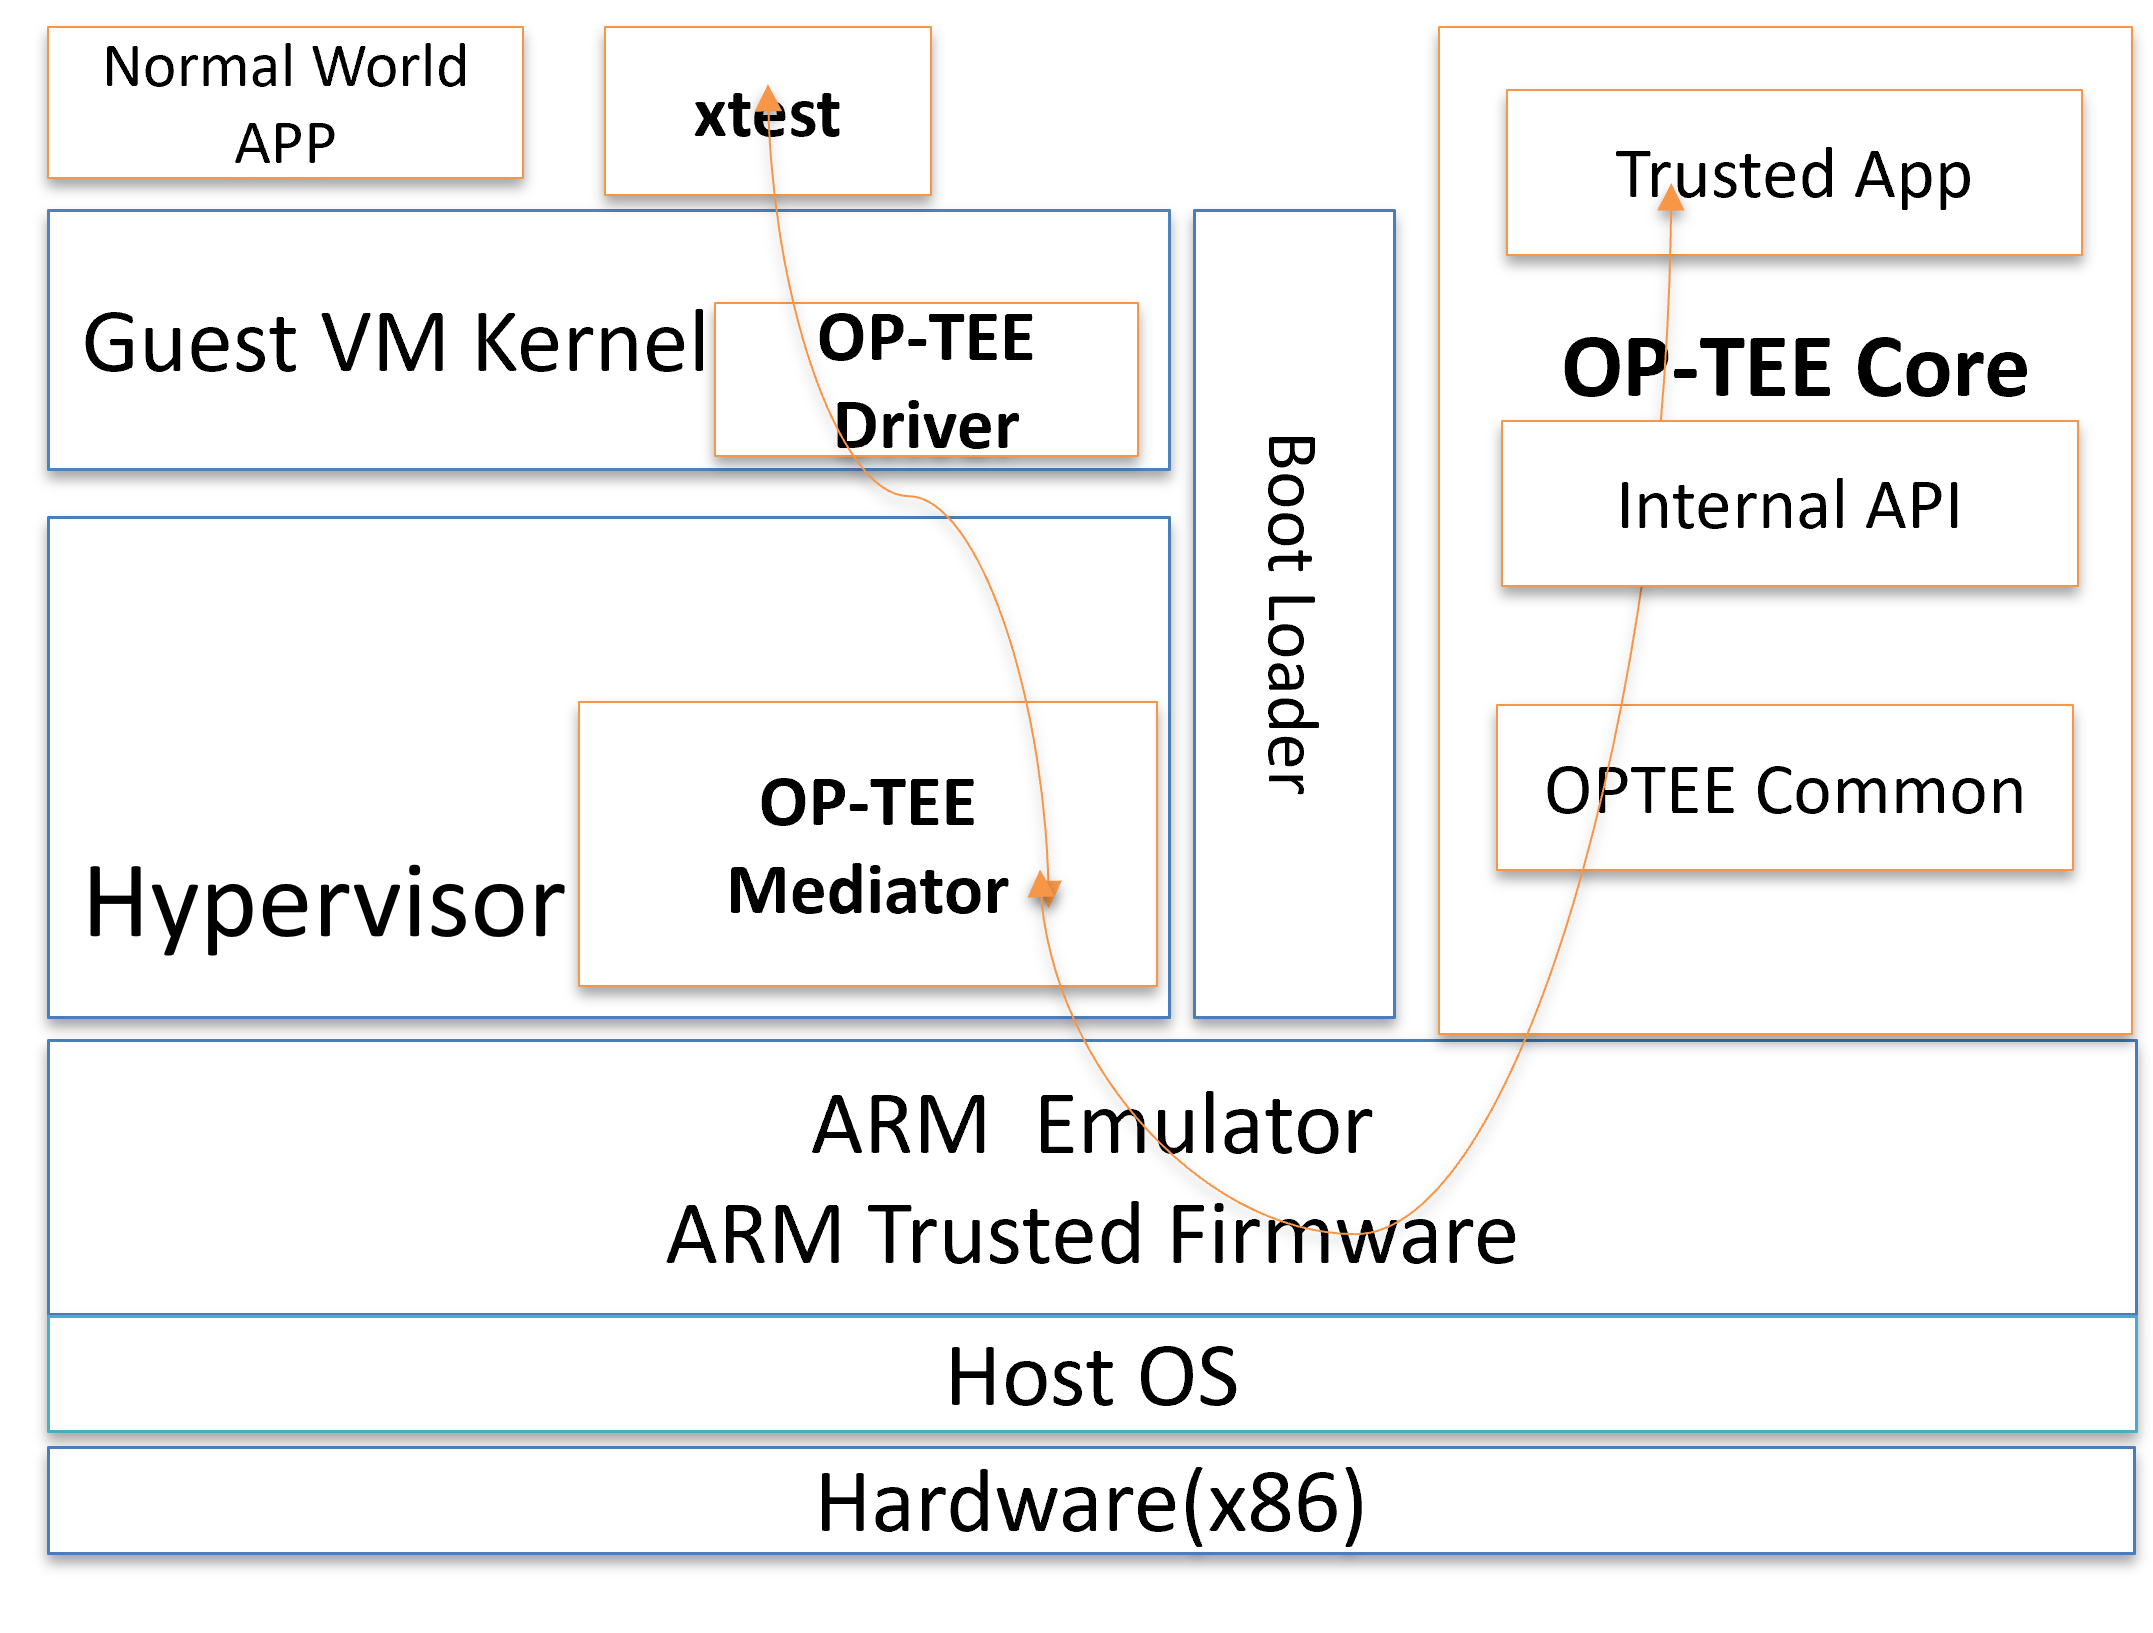 Normal World
APP
xtest
Guest VM Kernel
OP-TEE
Driver
Hypervisor
OP-TEE
Mediator
Boot Loader
Trusted App
OP-TEE Core
Internal API
OPTEE Common
ARM Emulator
ARM Trusted Firmware
Host OS
Hardware(x86)